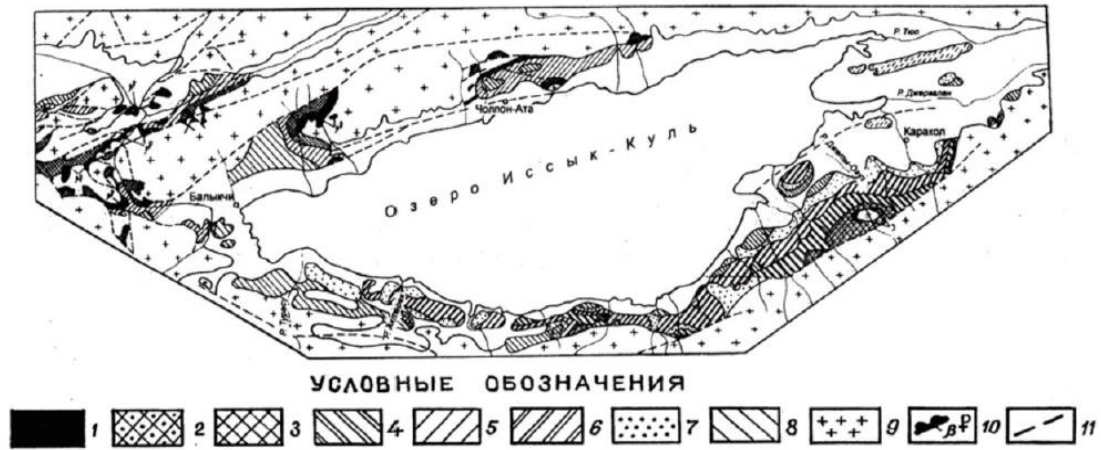 Р. Тюп
Чолпон-Ата
Р. Джергалан
Каракол
Озеро Иссык-Куль
Балыкчи
УСЛОВНЫЕ ОБОЗНАЧЕНИЯ
1 2 3 4 5 6 7 8 9 β 10 11